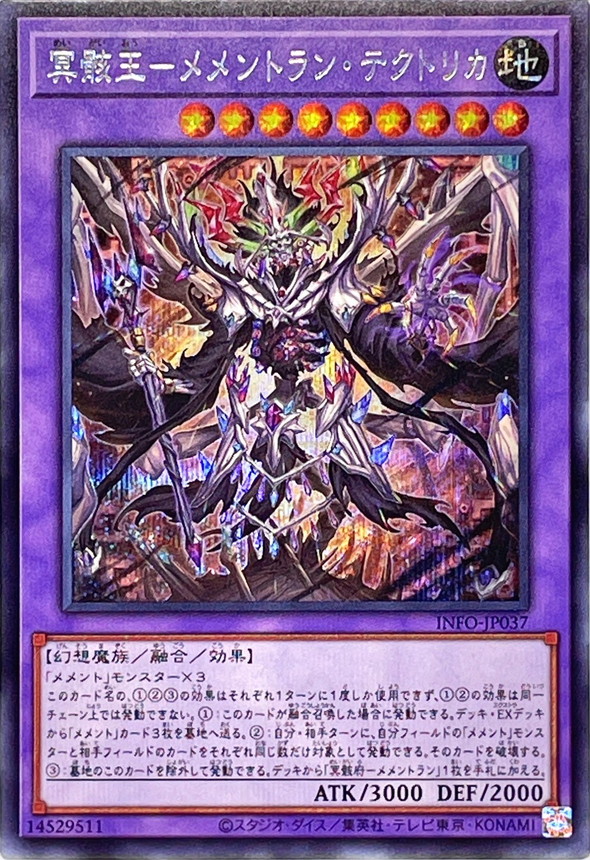 冥骸王－メメントラン・テクトリカ 地
INFO-JP037
【幻想魔族／融合／効果】
「メメント」モンスター×３
このカード名の、①②③の効果はそれぞれ１ターンに１度しか使用できず、①②の効果は同一
チェーン上では発動できない。①：このカードが融合召喚した場合に発動できる。デッキ・EXデッキ
から「メメント」カード３枚を墓地へ送る。②：自分・相手ターンに、自分フィールドの「メメント」モンス
ターと相手フィールドのカードをそれぞれ同じ数だけ対象として発動できる。そのカードを破壊する。
③：墓地のこのカードを除外して発動できる。デッキから「冥骸府－メメントラン」１枚を手札に加える。
ATK/3000 DEF/2000
14529511 ©スタジオ・ダイス／集英社・テレビ東京・KONAMI